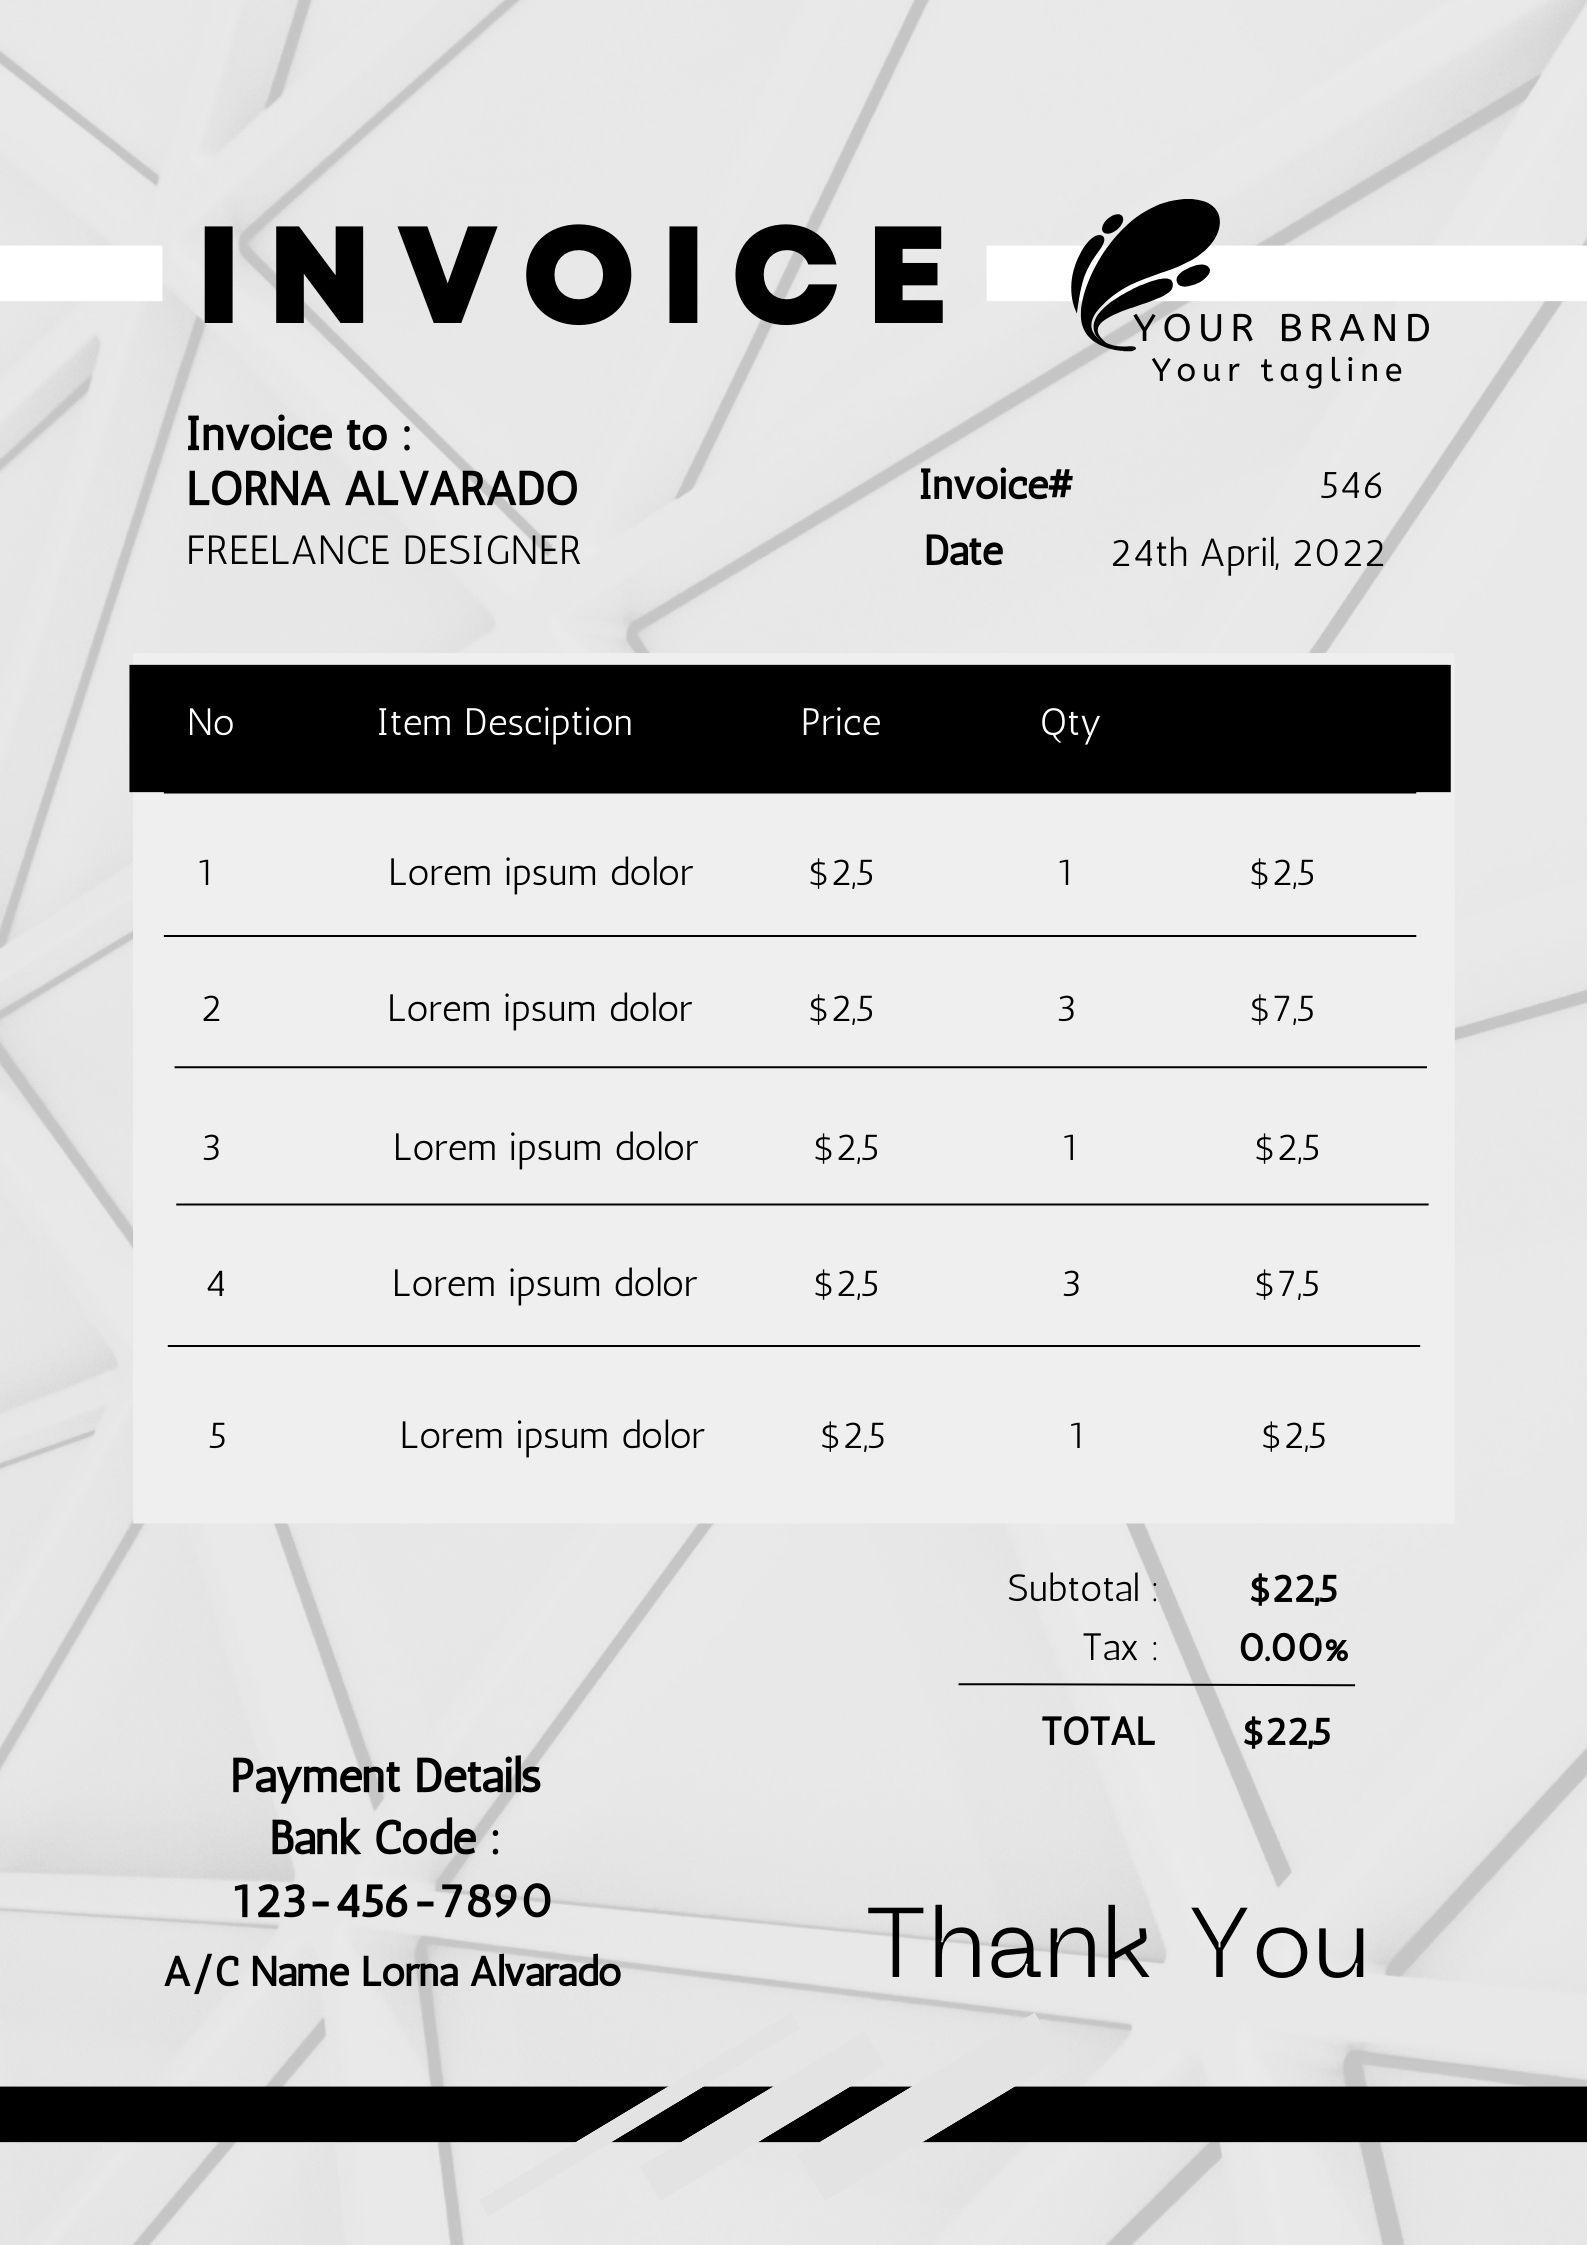 INVOICE
YOUR BRAND
Your tagline
Invoice to :
LORNA ALVARADO
FREELANCE DESIGNER
Invoice# 546
Date 24th April, 2022
No Item Desciption Price Qty
1 Lorem ipsum dolor $2,5 1 $2,5
2 Lorem ipsum dolor $2,5 3 $7,5
3 Lorem ipsum dolor $2,5 1 $2,5
4 Lorem ipsum dolor $2,5 3 $7,5
5 Lorem ipsum dolor $2,5 1 $2,5
Subtotal : $22,5
Tax : 0.00%
TOTAL $22,5
Payment Details
Bank Code :
123-456-7890
A/C Name Lorna Alvarado
Thank You